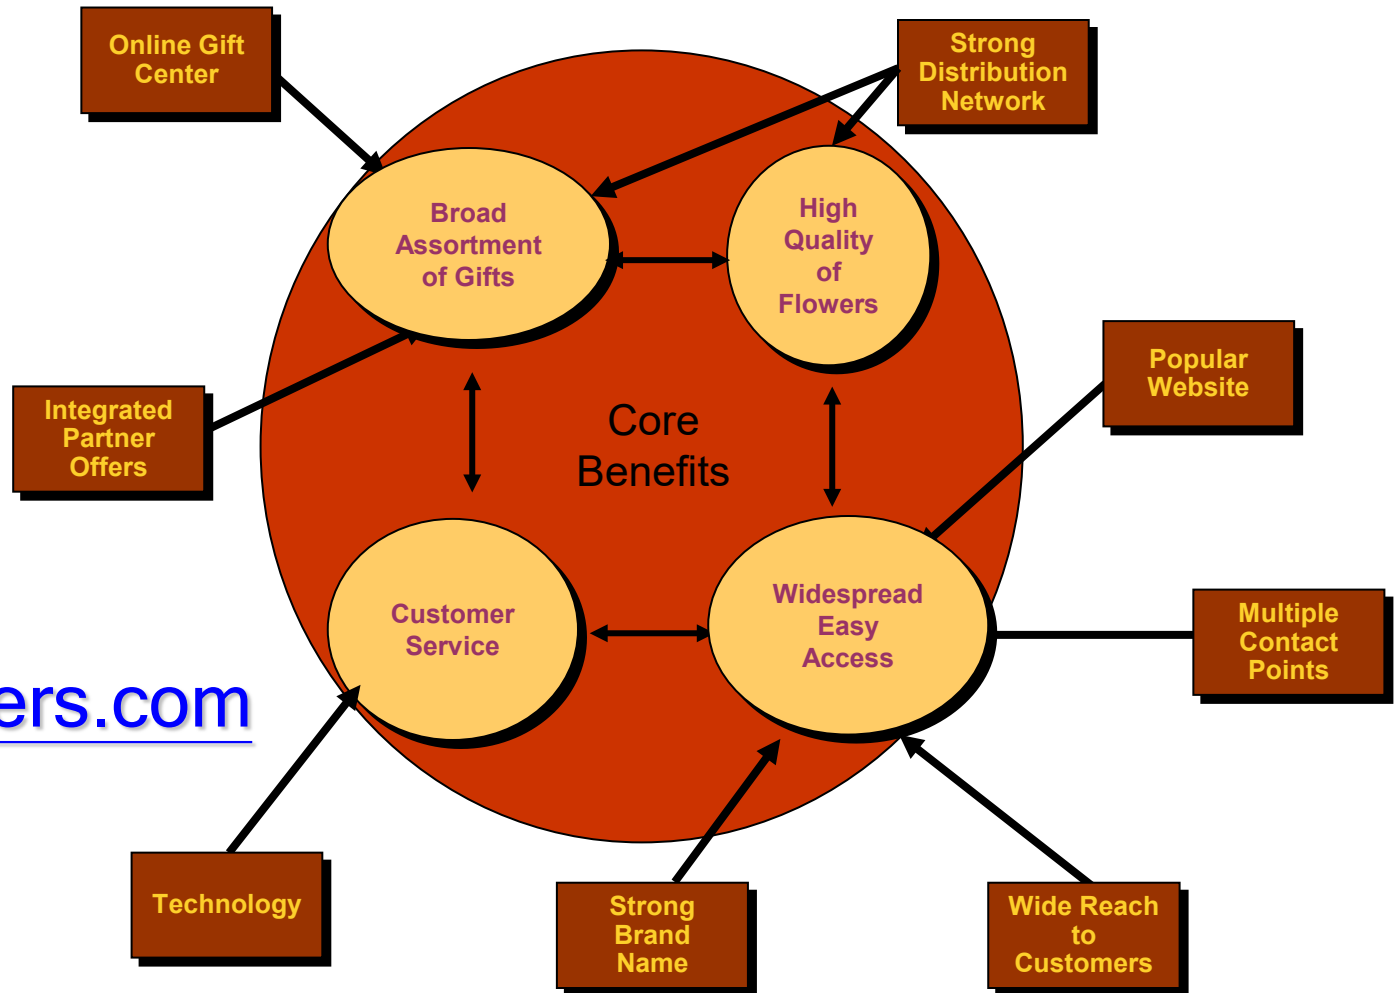 Online Gift
Center
Strong
Distribution
Network
Broad
Assortment
of Gifts
High
Quality
of
Flowers
Popular
Website
Integrated
Partner
Offers
Core
Benefits
Customer
Service
Widespread
Easy
Access
Multiple
Contact
Points
ers.com
Technology
Strong
Brand
Name
Wide Reach
to
Customers